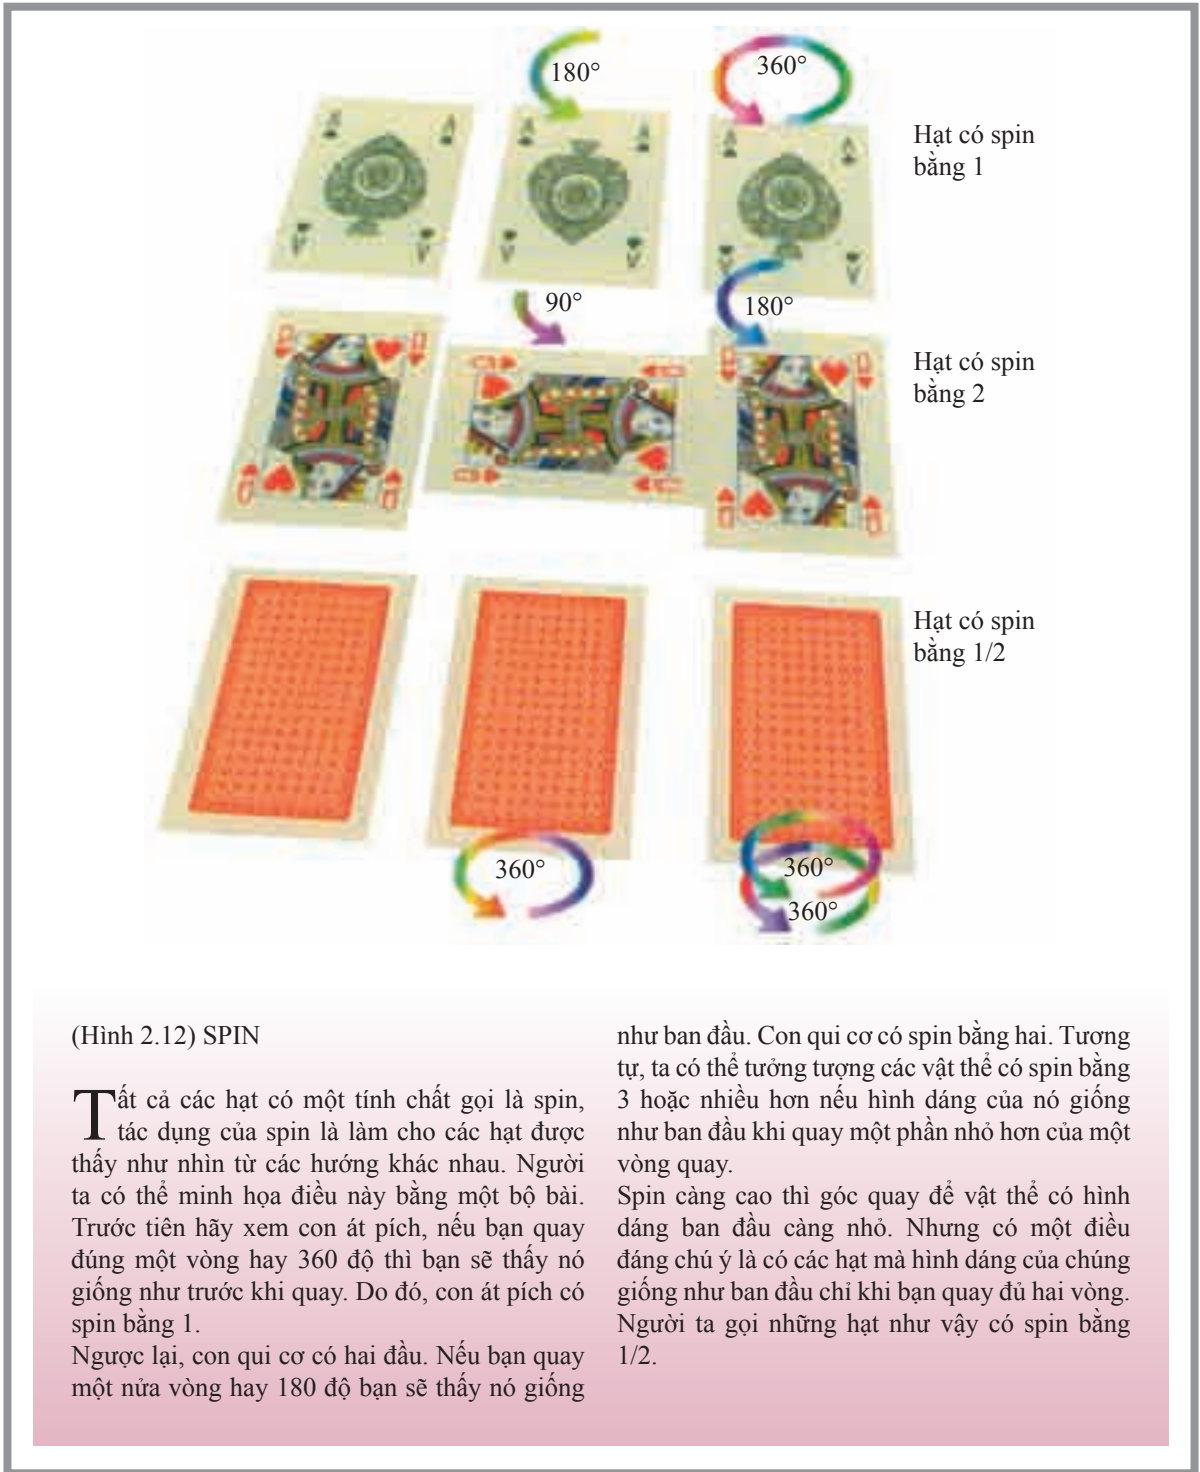 180°
360°
Hạt có spin
bằng 1
90°
180°
Hạt có spin
bằng 2
Hạt có spin
bằng 1/2
360°
360°
360°
(Hình 2.12) SPIN
Tất cả các hạt có một tính chất gọi là spin,
tác dụng của spin là làm cho các hạt được
thấy như nhìn từ các hướng khác nhau. Người
ta có thể minh họa điều này bằng một bộ bài.
Trước tiên hãy xem con át pích, nếu bạn quay
đúng một vòng hay 360 độ thì bạn sẽ thấy nó
giống như trước khi quay. Do đó, con át pích có
spin bằng 1.
Ngược lại, con qui cơ có hai đầu. Nếu bạn quay
một nửa vòng hay 180 độ bạn sẽ thấy nó giống
như ban đầu. Con qui cơ có spin bằng hai. Tương
tự, ta có thể tưởng tượng các vật thể có spin bằng
3 hoặc nhiều hơn nếu hình dáng của nó giống
như ban đầu khi quay một phần nhỏ hơn của một
vòng quay.
Spin càng cao thì góc quay để vật thể có hình
dáng ban đầu càng nhỏ. Nhưng có một điều
đáng chú ý là có các hạt mà hình dáng của chúng
giống như ban đầu chỉ khi bạn quay đủ hai vòng.
Người ta gọi những hạt như vậy có spin bằng
1/2.